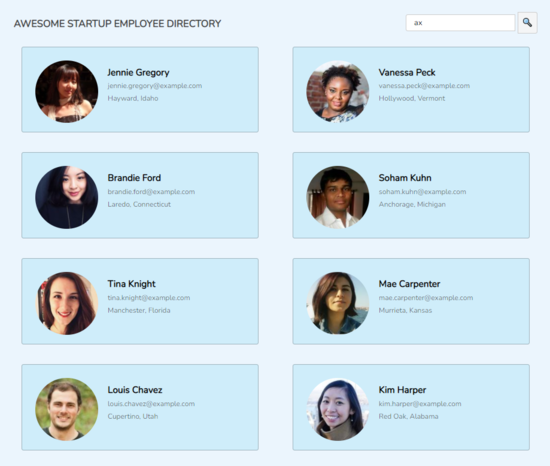 AWESOME STARTUP EMPLOYEE DIRECTORY
ax
Jennie Gregory
jennie.gregory@example.com
Hayward, Idaho
Vanessa Peck
vanessa.peck@example.com
Hollywood, Vermont
Brandie Ford
brandie.ford@example.com
Laredo, Connecticut
Soham Kuhn
soham.kuhn@example.com
Anchorage, Michigan
Tina Knight
tina.knight@example.com
Manchester, Florida
Mae Carpenter
mae.carpenter@example.com
Murrieta, Kansas
Louis Chavez
louis.chavez@example.com
Cupertino, Utah
Kim Harper
kim.harper@example.com
Red Oak, Alabama